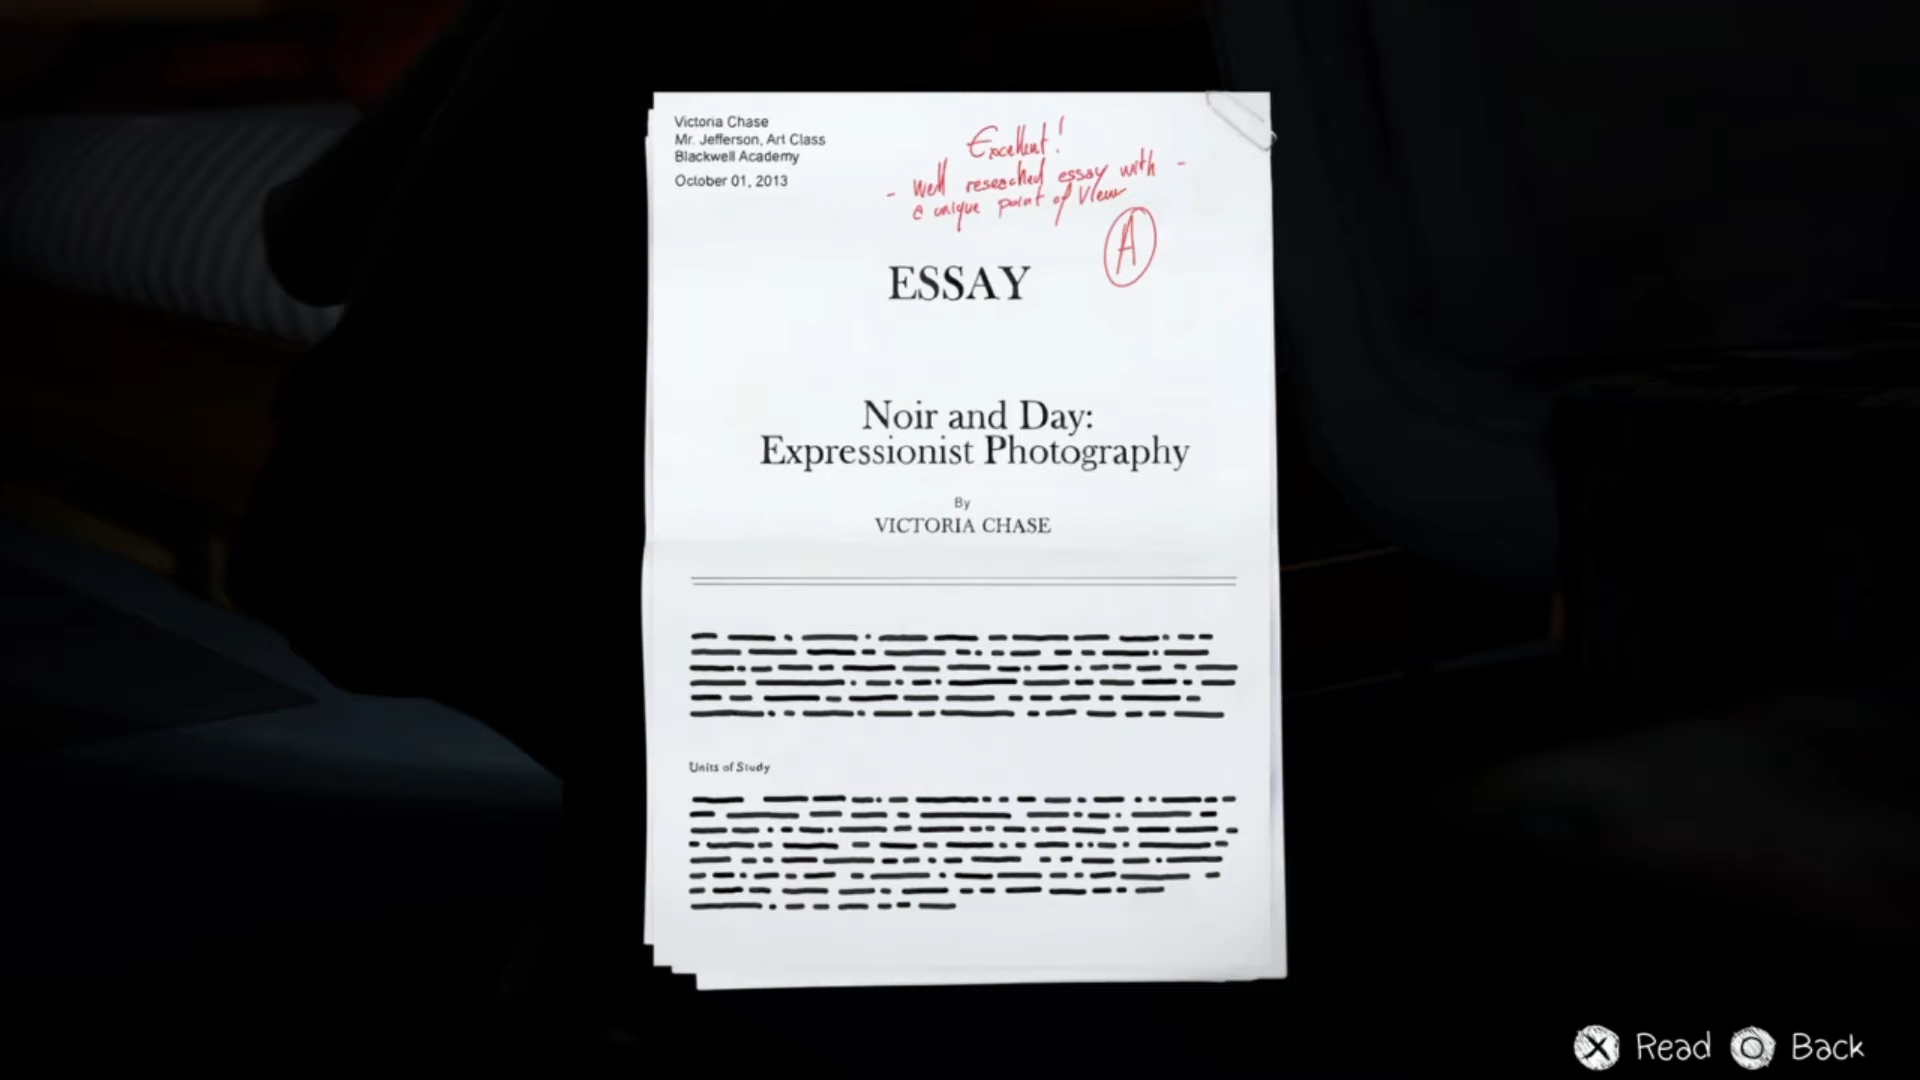 Victoria Chase
Mr. Jefferson, Art Class
Blackwell Academy
October 01, 2013
Excellent!
- Well reseached essay with -
a unique point of view
A
ESSAY
Noir and Day:
Expressionist Photography
By
VICTORIA CHASE
Units of Study
X Read O Back